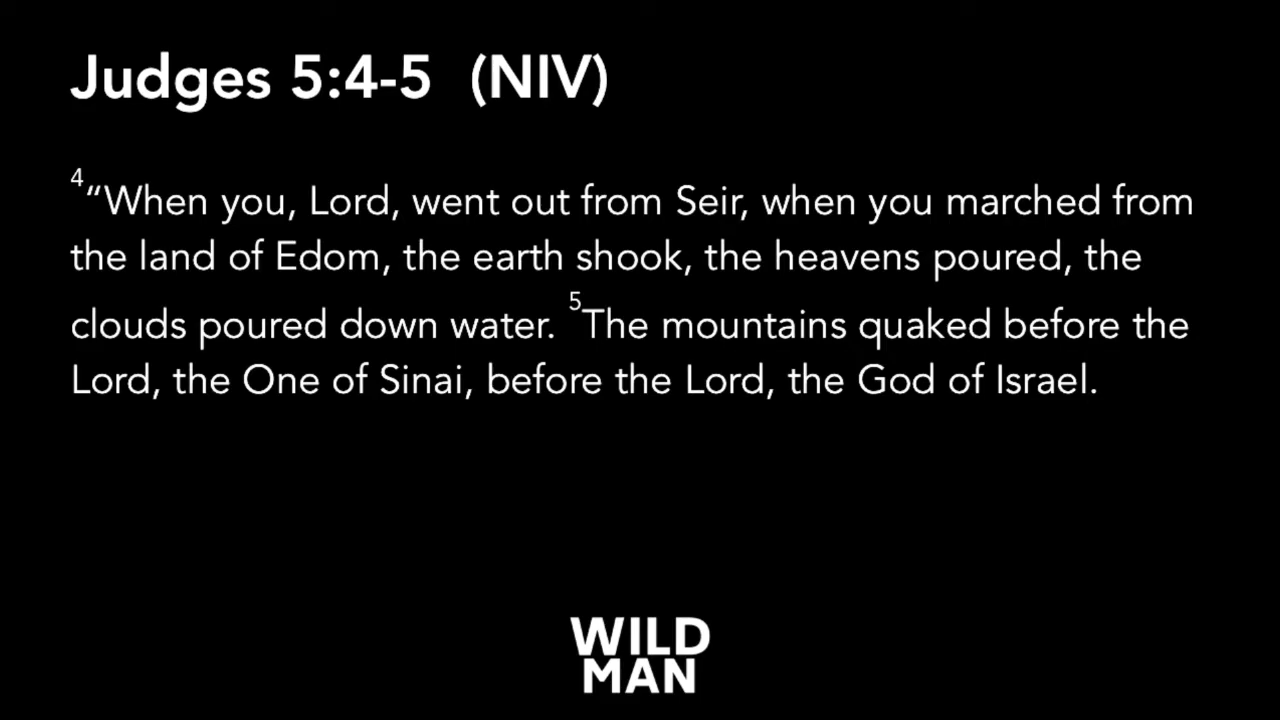 Judges 5:4-5 (NIV)
4“When you, Lord, went out from Seir, when you marched from
the land of Edom, the earth shook, the heavens poured, the
clouds poured down water. 5The mountains quaked before the
Lord, the One of Sinai, before the Lord, the God of Israel.
WILD
MAN